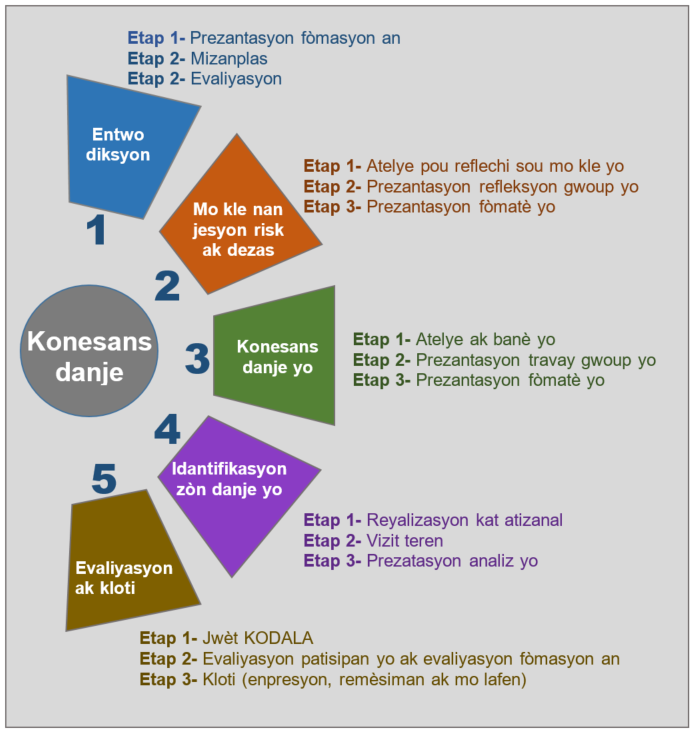 Etap 1- Prezantasyon fòmasyon an
Etap 2- Mizanplas
Etap 2- Evaliyasyon
Entwo
diksyon
1
Etap 1- Atelye pou reflechi sou mo kle yo
Etap 2- Prezantasyon refleksyon gwoup yo
Etap 3- Prezantasyon fòmatè yo
Mo kle nan
jesyon risk
ak dezas
2
Konesans
danje
3
Konesans
danje yo
Etap 1- Atelye ak banè yo
Etap 2- Prezantasyon travay gwoup yo
Etap 3- Prezantasyon fòmatè yo
4
Idantifikasyon
zòn danje yo
Etap 1- Reyalizasyon kat atizanal
Etap 2- Vizit teren
Etap 3- Prezatasyon analiz yo
5
Evaliyasyon
ak kloti
Etap 1- Jwèt KODALA
Etap 2- Evaliyasyon patisipan yo ak evaliyasyon fòmasyon an
Etap 3- Kloti (enpresyon, remèsiman ak mo lafen)